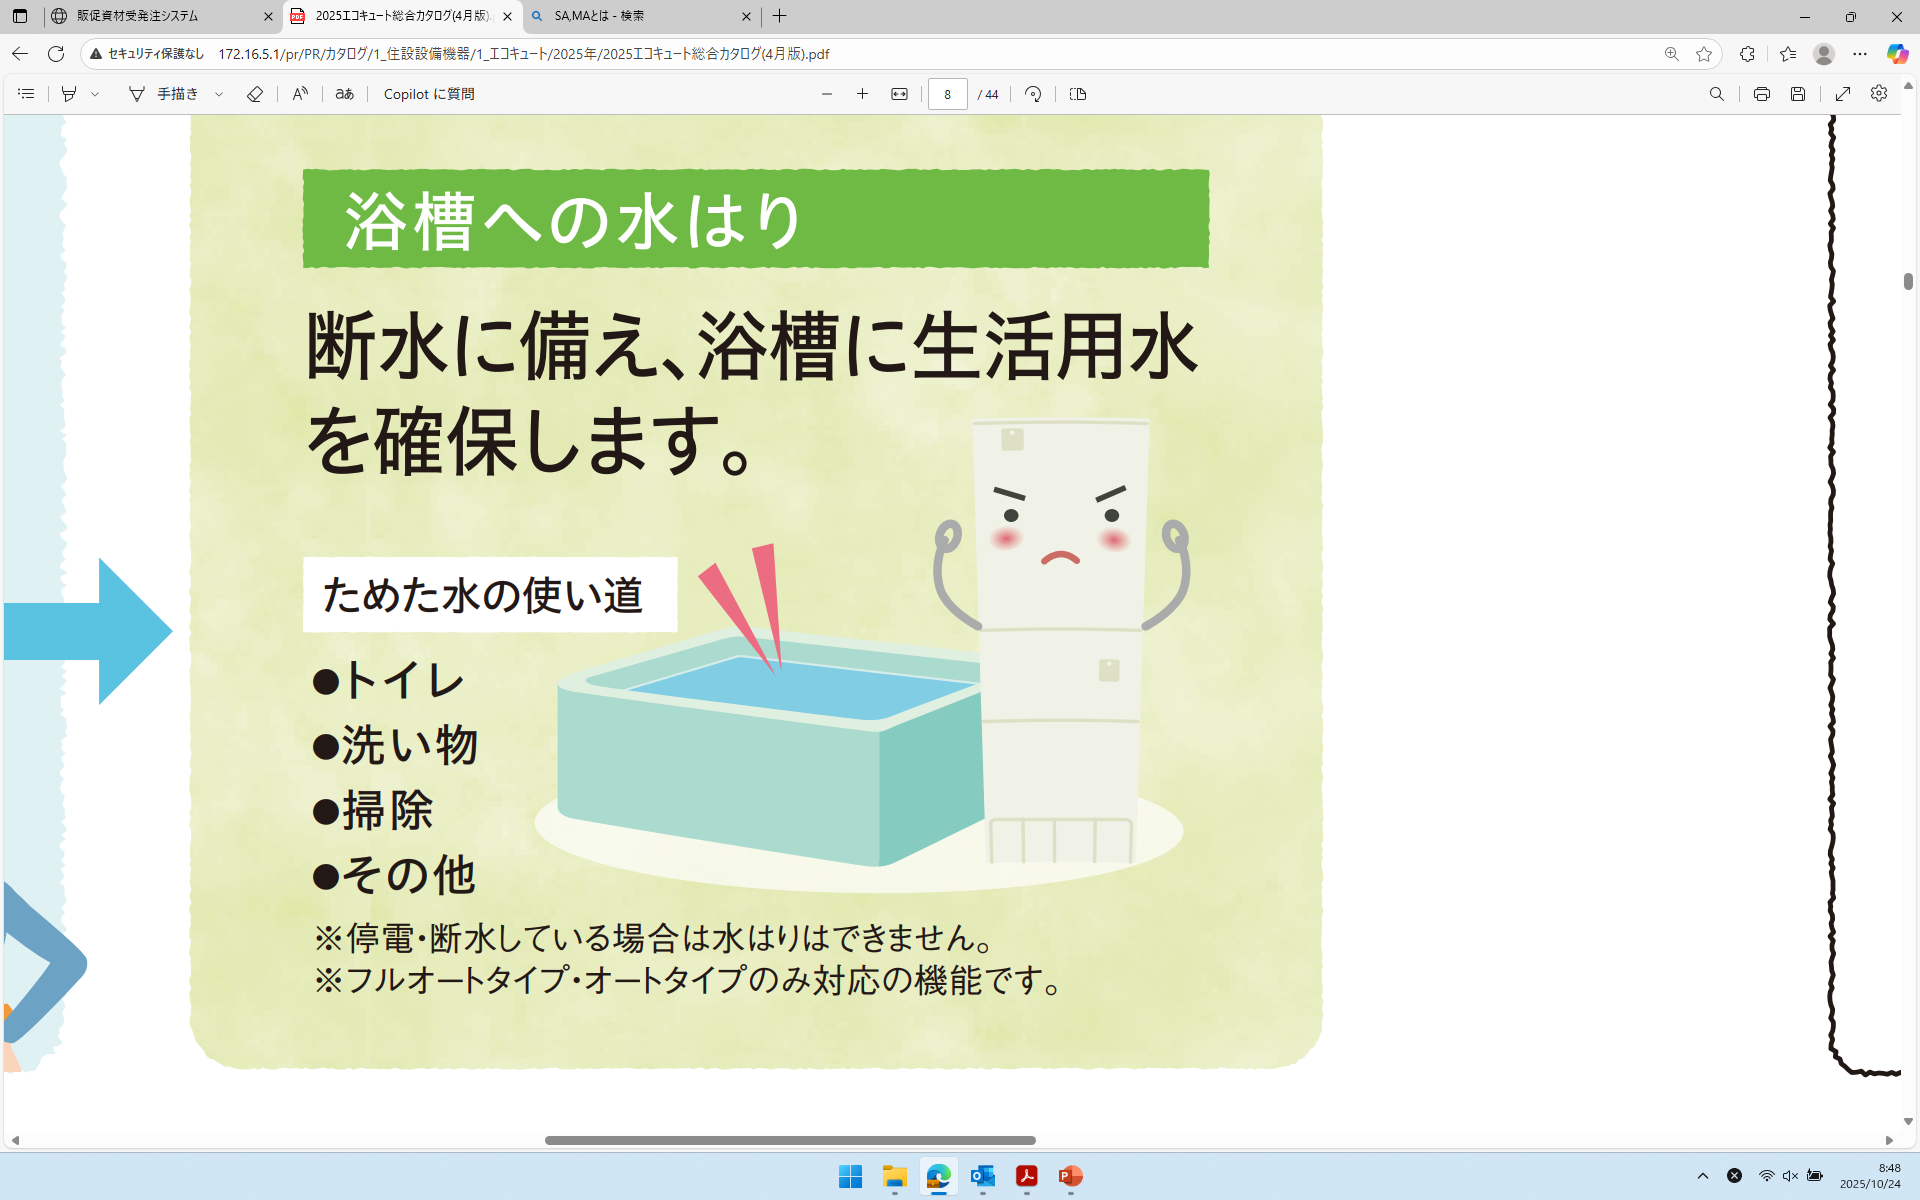 販促資材受発注システム
2025エコキュート総合カタログ(4月版).p
SA,MAとは - 検索
セキュリティ保護なし
172.16.5.1/pr/PR/カタログ/1_住設設備機器/1_エコキュート/2025年/2025エコキュート総合カタログ(4月版).pdf
手描き
aあ
Copilot に質問
8
/ 44
浴槽への水はり
断水に備え、浴槽に生活用水
を確保します。
ためた水の使い道
●トイレ
●洗い物
●掃除
●その他
※停電・断水している場合は水はりはできません。
※フルオートタイプ・オートタイプのみ対応の機能です。
8:48
2025/10/24